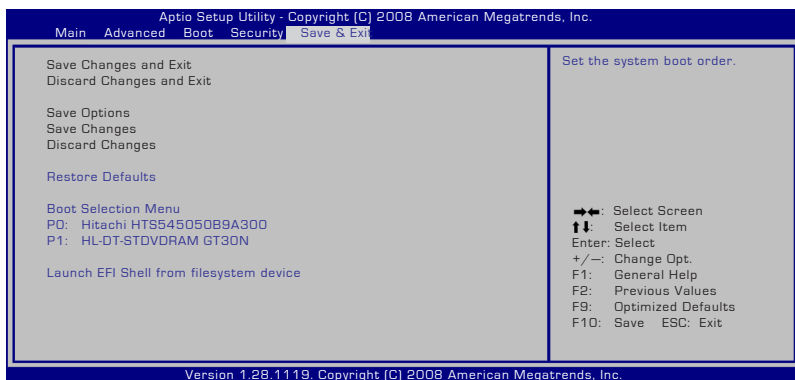 Aptio Setup Utility - Copyright (C) 2008 American Megatrends, Inc.
Main Advanced Boot Security Save & Exit
Save Changes and Exit
Discard Changes and Exit
Save Options
Save Changes
Discard Changes
Restore Defaults
Boot Selection Menu
P0: Hitachi HTS545050B9A300
P1: HL-DT-STDVDRAM GT30N
Launch EFI Shell from filesystem device
Set the system boot order.
→←: Select Screen
↑↓: Select Item
Enter: Select
+/—: Change Opt.
F1: General Help
F2: Previous Values
F9: Optimized Defaults
F10: Save ESC: Exit
Version 1.28.1119. Copyright (C) 2008 American Megatrends, Inc.